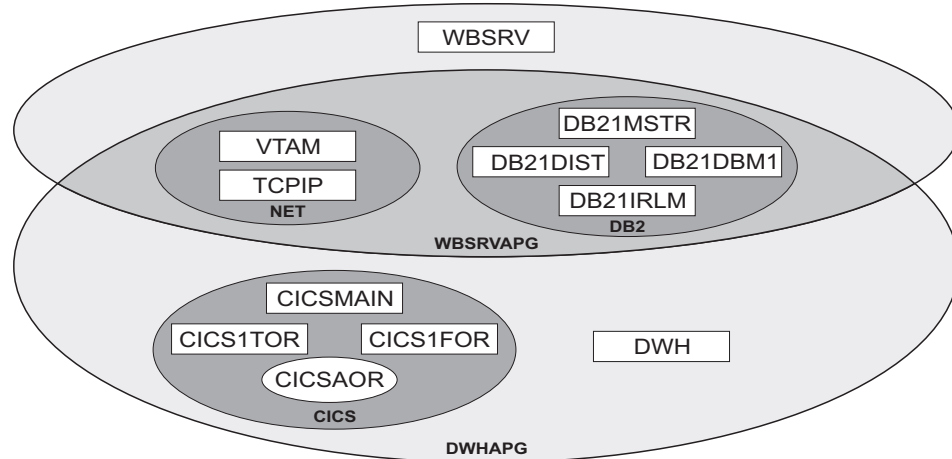 WBSRV
VTAM
TCPIP
NET
DB21MSTR
DB21DIST
DB21DBM1
DB21IRLM
DB2
WBSRVAPG
CICSMAIN
CICS1TOR
CICS1FOR
CICSAOR
CICS
DWH
DWHAPG